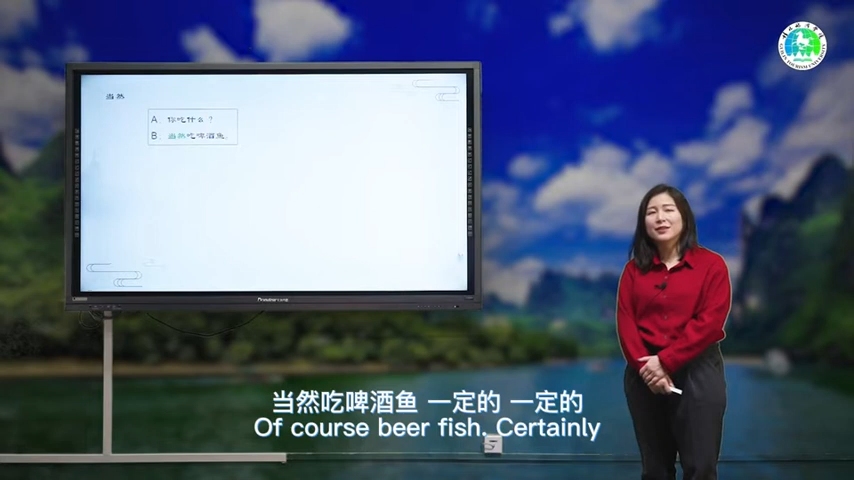 当然
A. 你吃什么？
B. 当然吃啤酒鱼。
当然吃啤酒鱼 一定的 一定的
Of course beer fish. Certainly